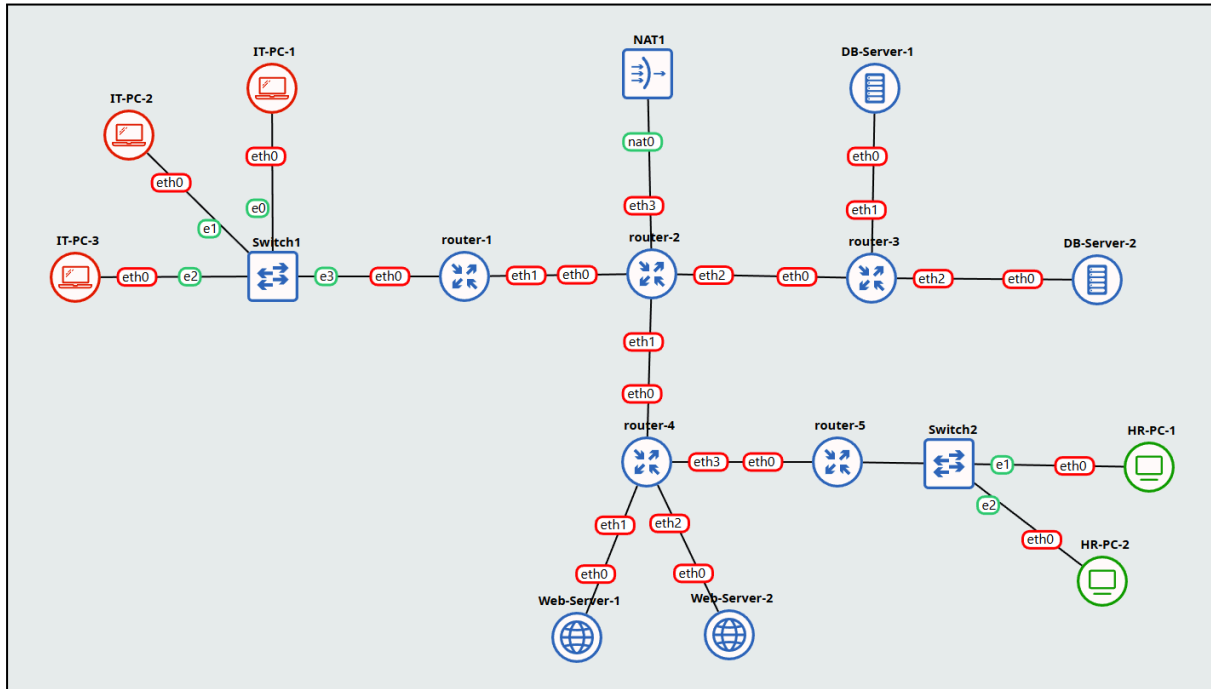 NAT1
IT-PC-1
DB-Server-1
IT-PC-2
nat0
eth0
eth0
eth0
e0
eth3
eth1
e1
IT-PC-3
Switch1
router-1
router-2
router-3
DB-Server-2
eth0
e2
e3
eth0
eth1
eth0
eth2
eth0
eth2
eth0
eth1
eth0
router-4
router-5
Switch2
HR-PC-1
eth3
eth0
e1
eth0
e2
eth1
eth2
eth0
HR-PC-2
eth0
eth0
Web-Server-1
Web-Server-2